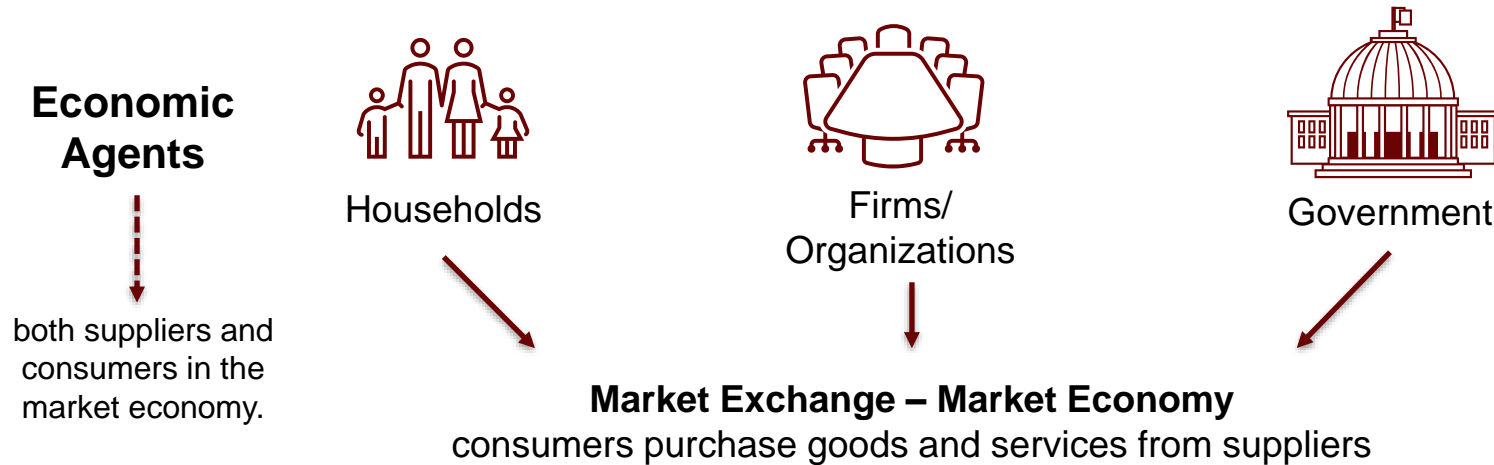 Economic
Agents
both suppliers and
consumers in the
market economy.
Households
Firms/
Organizations
Government
Market Exchange – Market Economy
consumers purchase goods and services from suppliers